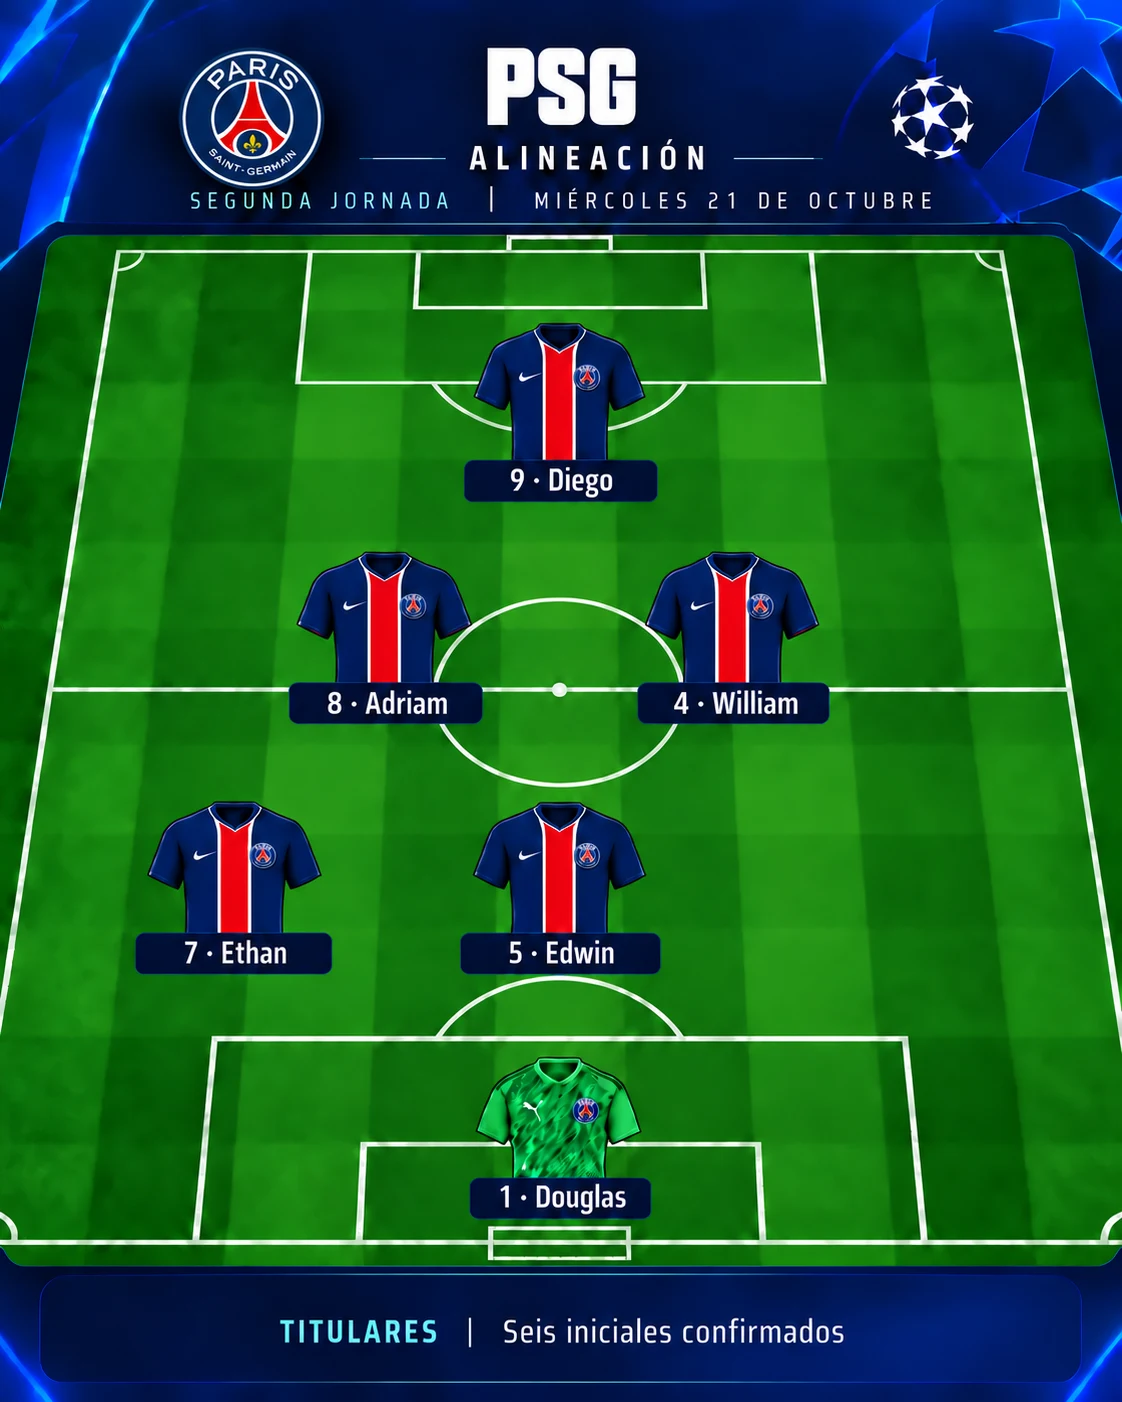 PARIS
SAINT-GERMAIN
PSG
ALINEACIÓN
SEGUNDA JORNADA | MIÉRCOLES 21 DE OCTUBRE
9 · Diego
8 · Adriam
4 · William
7 · Ethan
5 · Edwin
1 · Douglas
TITULARES | Seis iniciales confirmados